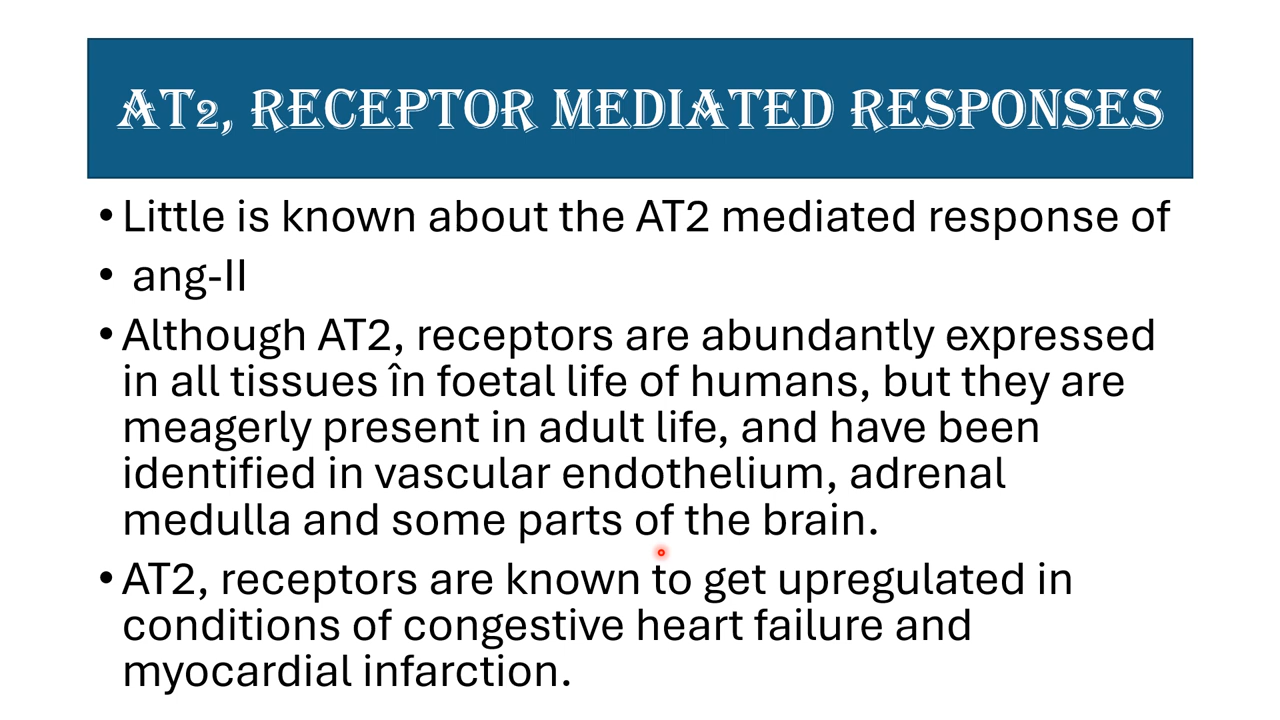 AT2, RECEPTOR MEDIATED RESPONSES
• Little is known about the AT2 mediated response of
• ang-II
• Although AT2, receptors are abundantly expressed
in all tissues în foetal life of humans, but they are
meagerly present in adult life, and have been
identified in vascular endothelium, adrenal
medulla and some parts of the brain.
• AT2, receptors are known to get upregulated in
conditions of congestive heart failure and
myocardial infarction.